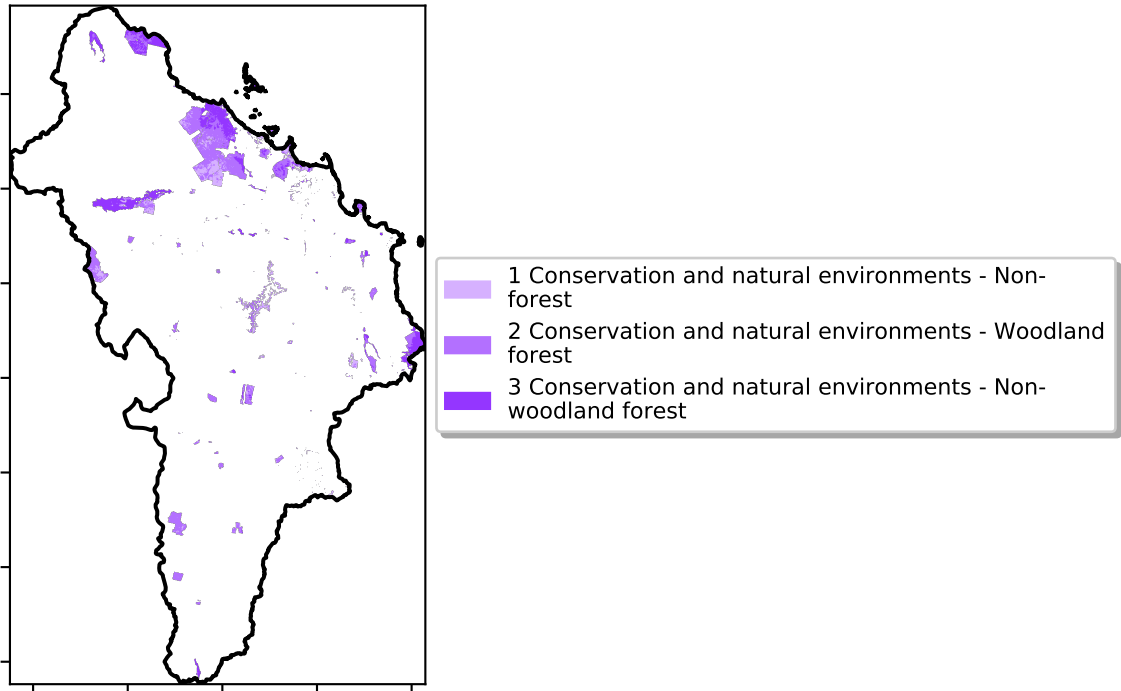 1 Conservation and natural environments - Non-
forest
2 Conservation and natural environments - Woodland
forest
3 Conservation and natural environments - Non-
woodland forest